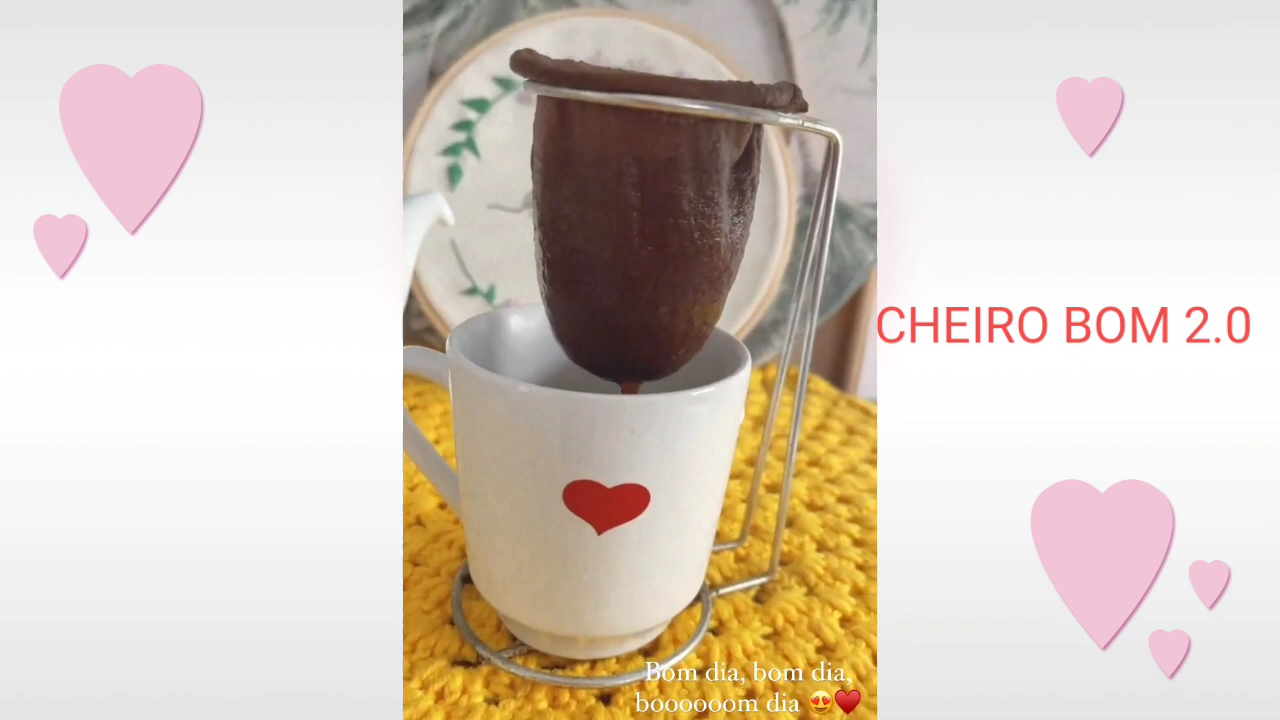 CHEIRO BOM 2.0
Bom dia, bom dia,
boooooom dia 😍♥️